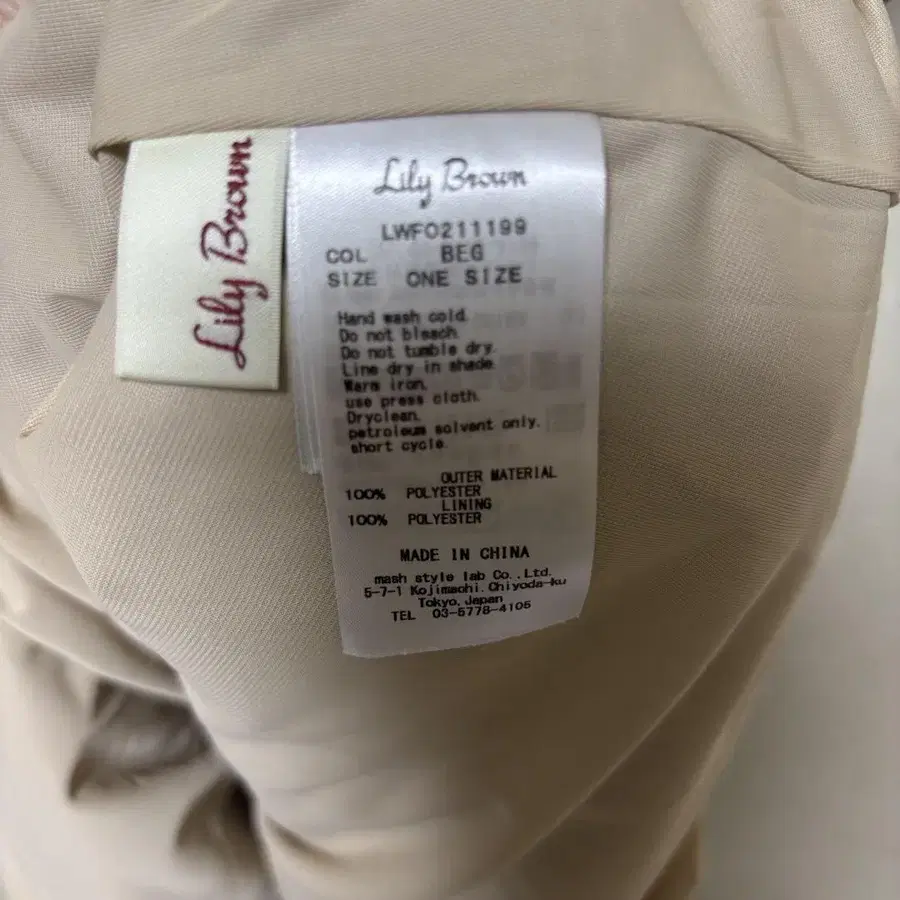 Lily Brown
Lily Brown
LWFO211199
COL BEG
SIZE ONE SIZE
Hand wash cold.
Do not bleach.
Do not tumble dry.
Line dry in shade.
Warm iron.
use press cloth.
Dryclean.
petroleum solvent only.
short cycle.
OUTER MATERIAL
100% POLYESTER
LINING
100% POLYESTER
MADE IN CHINA
mash style lab Co.,Ltd.
5-7-1 Kojimachi.Chiyoda-ku
Tokyo,Japan
TEL 03-5778-4105